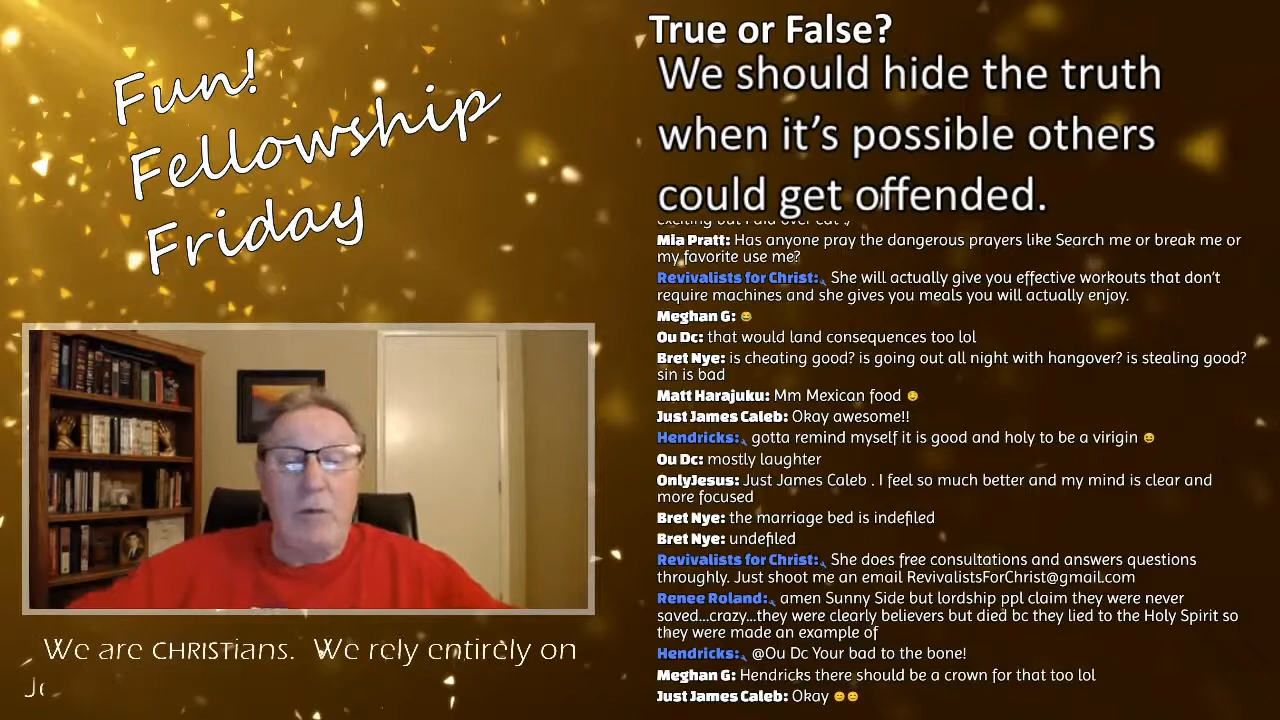 Fun!
Fellowship
Friday
We are CHRISTians. We rely entirely on
True or False?
We should hide the truth
when it's possible others
could get offended.
Mia Pratt: Has anyone pray the dangerous prayers like Search me or break me or
my favorite use me?
Revivalists for Christ: She will actually give you effective workouts that don't
require machines and she gives you meals you will actually enjoy.
Meghan G: 😂
Ou Dc: that would land consequences too lol
Bret Nye: is cheating good? is going out all night with hangover? is stealing good?
sin is bad
Matt Harajuku: Mm Mexican food
Just James Caleb: Okay awesome!!
Hendricks: gotta remind myself it is good and holy to be a virigin
Ou Dc: mostly laughter
OnlyJesus: Just James Caleb . I feel so much better and my mind is clear and
more focused
Bret Nye: the marriage bed is indefiled
Bret Nye: undefiled
Revivalists for Christ: She does free consultations and answers questions
throughly. Just shoot me an email RevivalistsForChrist@gmail.com
Renee Roland: amen Sunny Side but lordship ppl claim they were never
saved...crazy...they were clearly believers but died bc they lied to the Holy Spirit so
they were made an example of
Hendricks: @Ou Dc Your bad to the bone!
Meghan G: Hendricks there should be a crown for that too lol
Just James Caleb: Okay 😊😊